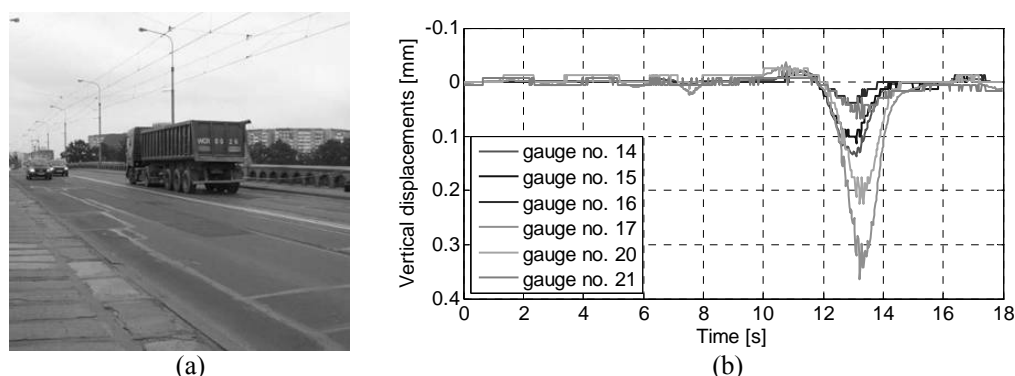 -0.1
0
0.1
0.2
0.3
0.4
Vertical displacements [mm]
gauge no. 14
gauge no. 15
gauge no. 16
gauge no. 17
gauge no. 20
gauge no. 21
0 2 4 6 8 10 12 14 16 18
Time [s]
(a) (b)